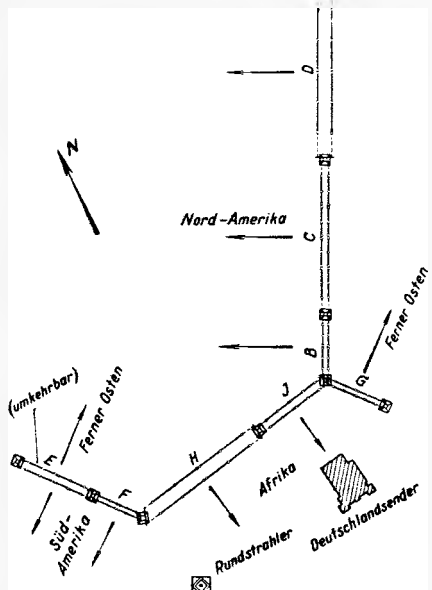 D
N
Nord-Amerika
C
B
Ferner Osten
G
J
(umkehrbar)
Ferner Osten
E
F
H
Afrika
Süd-
Amerika
Deutschlandsender
Rundstrahler